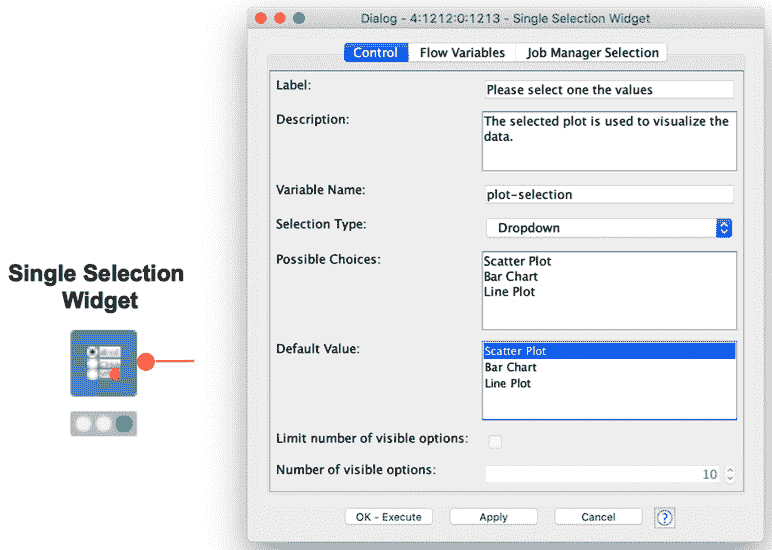 Single Selection
Widget
Dialog - 4:1212:0:1213 - Single Selection Widget
Control Flow Variables Job Manager Selection
Label: Please select one the values
Description: The selected plot is used to visualize the
data.
Variable Name: plot-selection
Selection Type: Dropdown
Possible Choices: Scatter Plot
Bar Chart
Line Plot
Default Value: Scatter Plot
Bar Chart
Line Plot
Limit number of visible options:
Number of visible options: 10
OK - Execute Apply Cancel ?